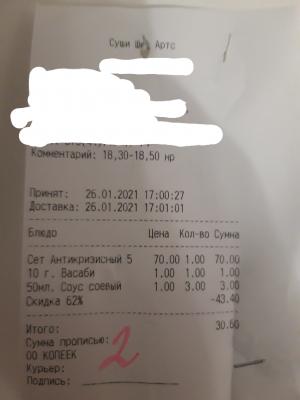 Суши Артс
Комментарий: 18,30-18,50 нр
Принят: 26.01.2021 17:00:27
Доставка: 26.01.2021 17:01:01
Блюдо Цена Кол-во Сумма
Сет Антикризисный 5 70.00 1.00 70.00
10 г. Васаби 1.00 1.00 1.00
50мл. Соус соевый 1.00 3.00 3.00
Скидка 62% -43.40
Итого: 30.60
Сумма прописью:
00 КОПЕЕК
Курьер:
Подпись:
2